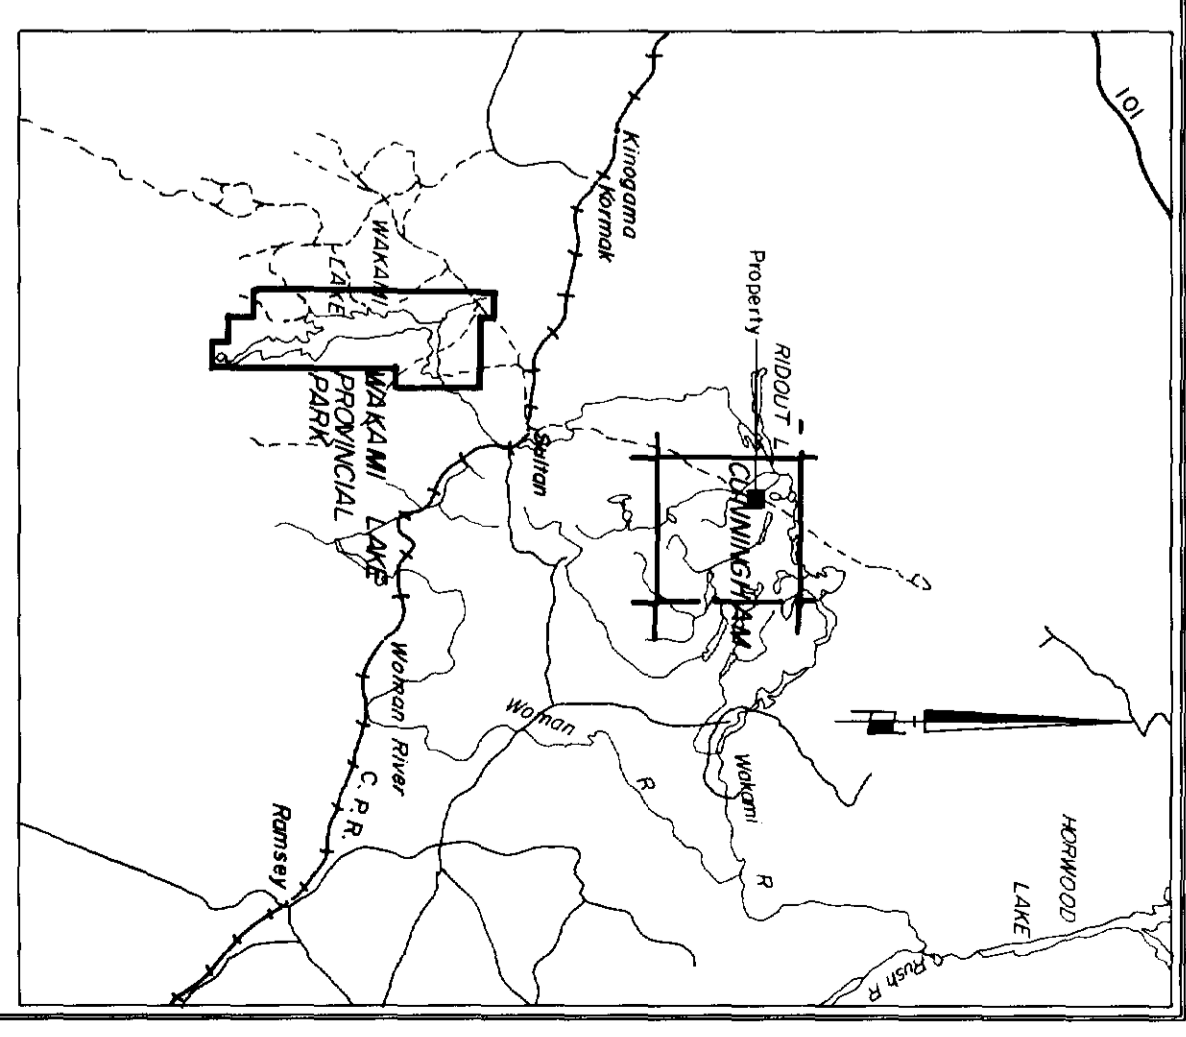 101
Kinogama
Kormak
Property
RIDOUT L.
WAKAMI
LAKE
WAKAMI LAKE
PROVINCIAL
PARK
Sultan
CUNNINGHAM
Woman River
Woman
R
Wakami
R
C. P. R.
Ramsey
HORWOOD
LAKE
Rush R